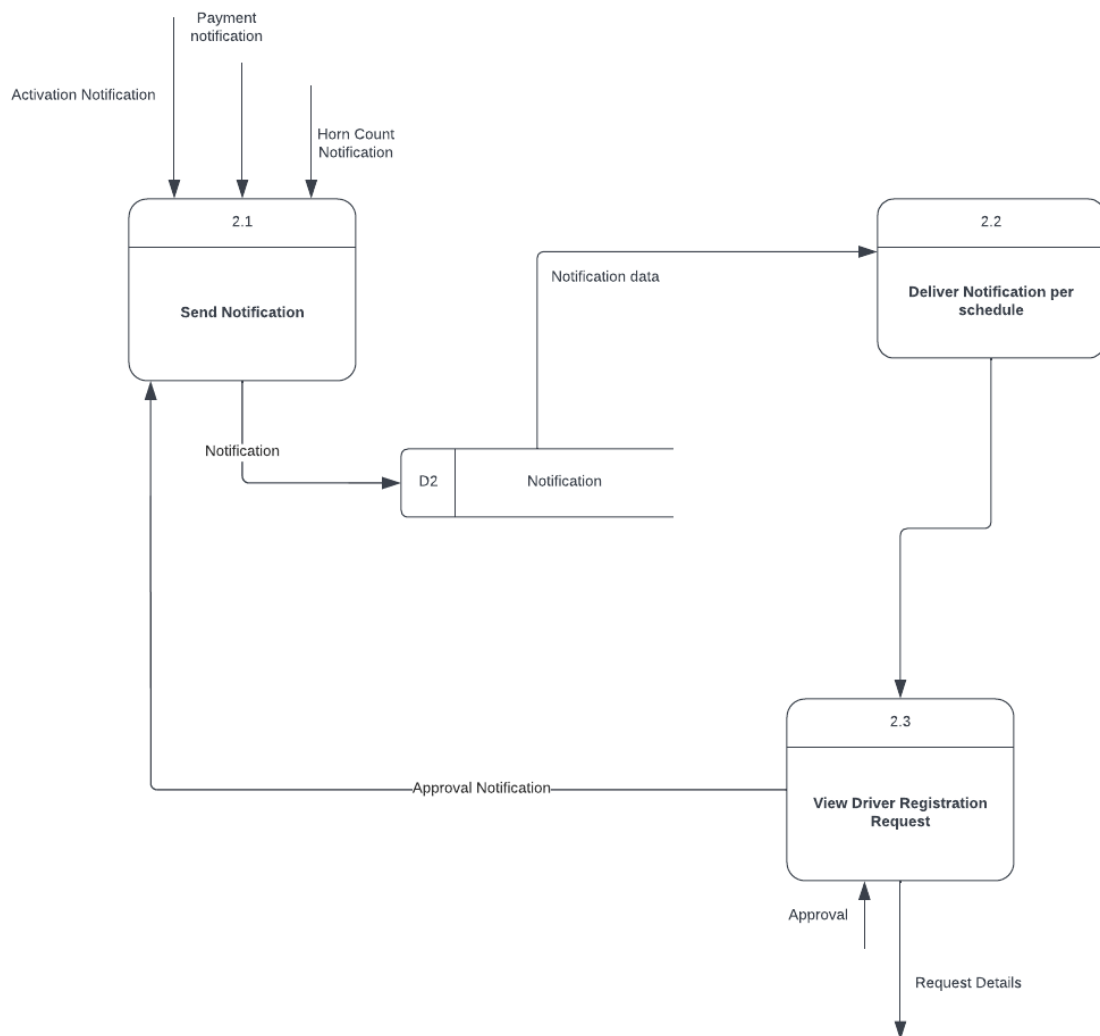 Payment
notification
Activation Notification
Horn Count
Notification
2.1
Send Notification
2.2
Deliver Notification per
schedule
Notification data
Notification
D2
Notification
2.3
View Driver Registration
Request
Approval Notification
Approval
Request Details